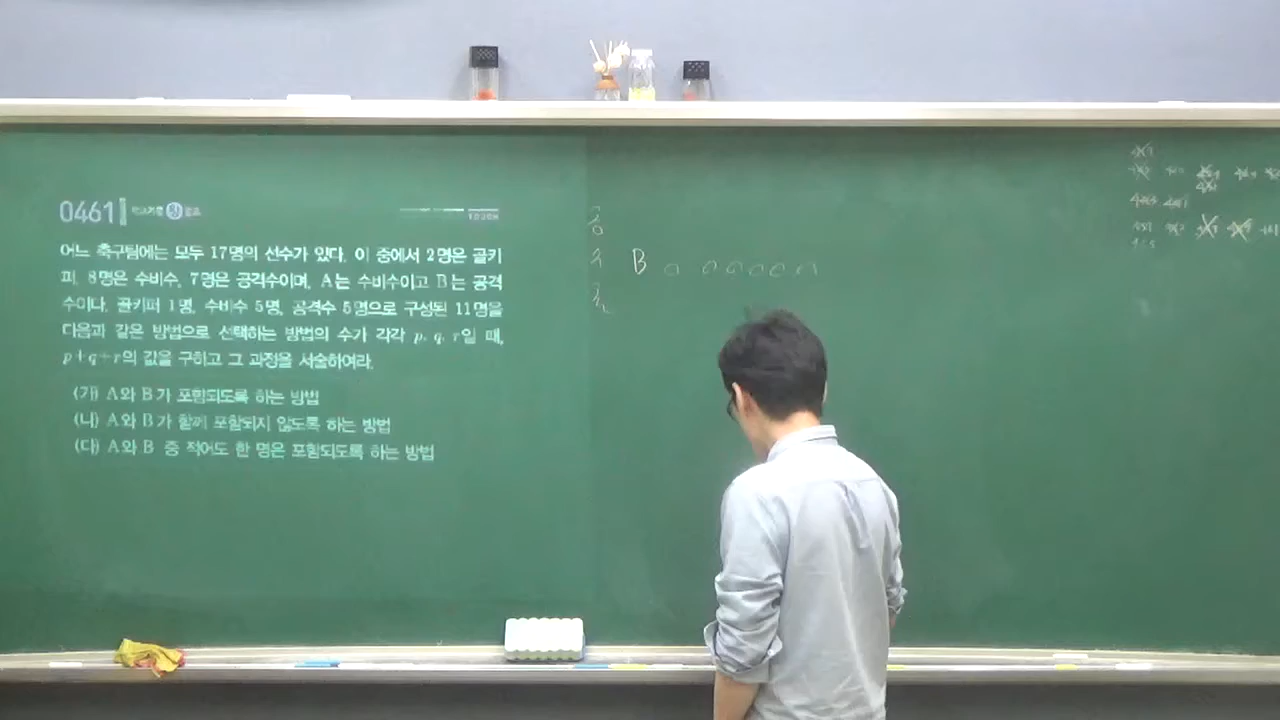 0461
어느 축구팀에는 모두 17명의 선수가 있다. 이 중에서 2명은 골키
퍼, 8명은 수비수, 7명은 공격수이며, A는 수비수이고 B는 공격
수이다. 골키퍼 1명, 수비수 5명, 공격수 5명으로 구성된 11명을
다음과 같은 방법으로 선택하는 방법의 수가 각각 p, q, r일 때,
p+q+r의 값을 구하고 그 과정을 서술하여라.
(가) A와 B가 포함되도록 하는 방법
(나) A와 B가 함께 포함되지 않도록 하는 방법
(다) A와 B 중 적어도 한 명은 포함되도록 하는 방법
B